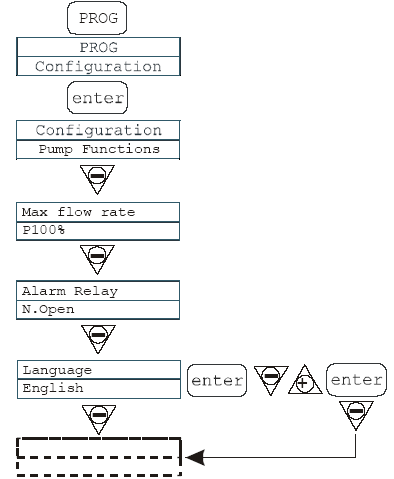 PROG
PROG
Configuration
enter
Configuration
Pump Functions
Max flow rate
P100%
Alarm Relay
N.Open
Language
English
enter
enter